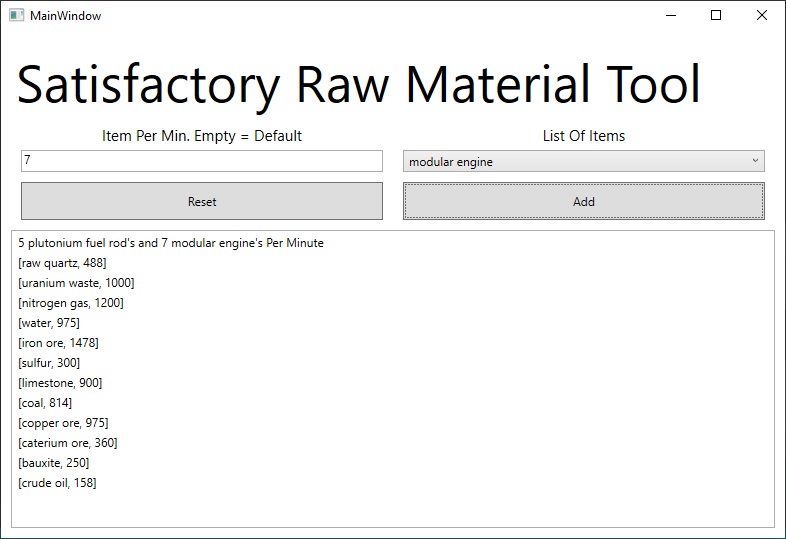 MainWindow
Satisfactory Raw Material Tool
Item Per Min. Empty = Default
List Of Items
7
modular engine
Reset
Add
5 plutonium fuel rod's and 7 modular engine's Per Minute
[raw quartz, 488]
[uranium waste, 1000]
[nitrogen gas, 1200]
[water, 975]
[iron ore, 1478]
[sulfur, 300]
[limestone, 900]
[coal, 814]
[copper ore, 975]
[caterium ore, 360]
[bauxite, 250]
[crude oil, 158]